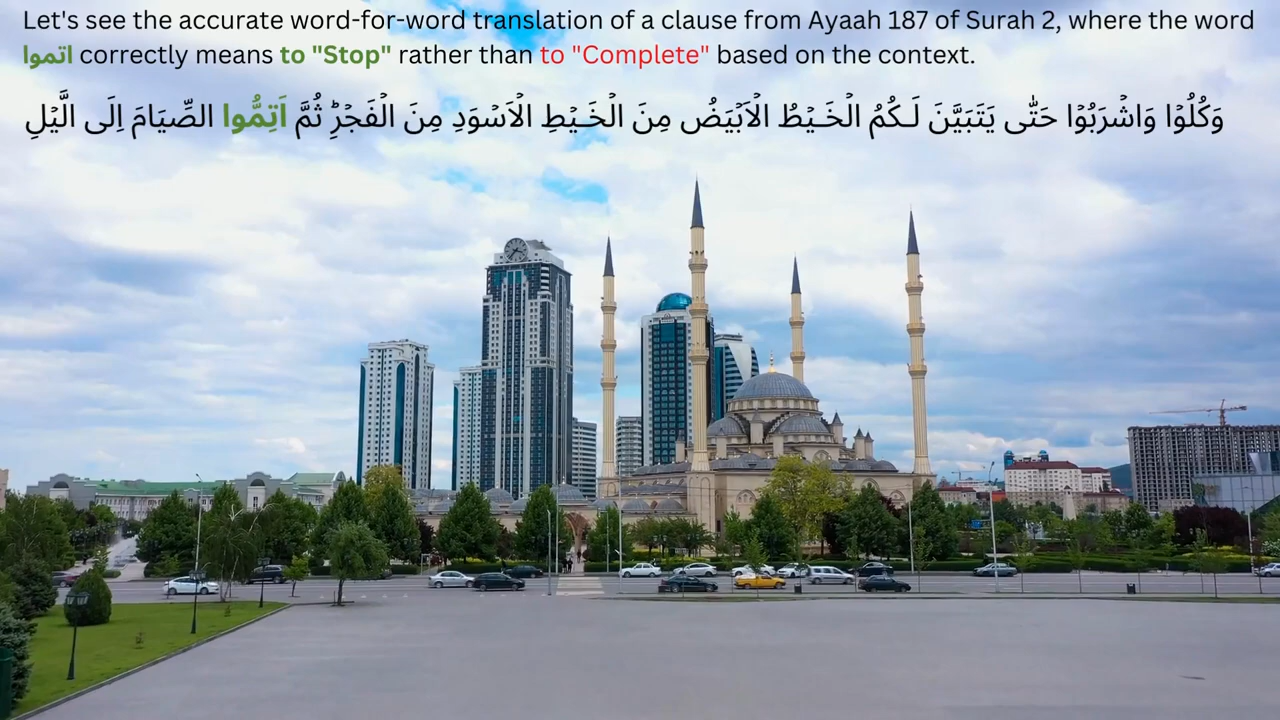 Let's see the accurate word-for-word translation of a clause from Ayaah 187 of Surah 2, where the word
اتموا correctly means to "Stop" rather than to "Complete" based on the context.
وَكُلُوۡا وَاشۡرَبُوۡا حَتّٰى يَتَبَيَّنَ لَـكُمُ الۡخَـيۡطُ الۡاَبۡيَضُ مِنَ الۡخَـيۡطِ الۡاَسۡوَدِ مِنَ الۡفَجۡرِ​ؕ ثُمَّ اَتِمُّوا الصِّيَامَ اِلَى الَّيۡلِ